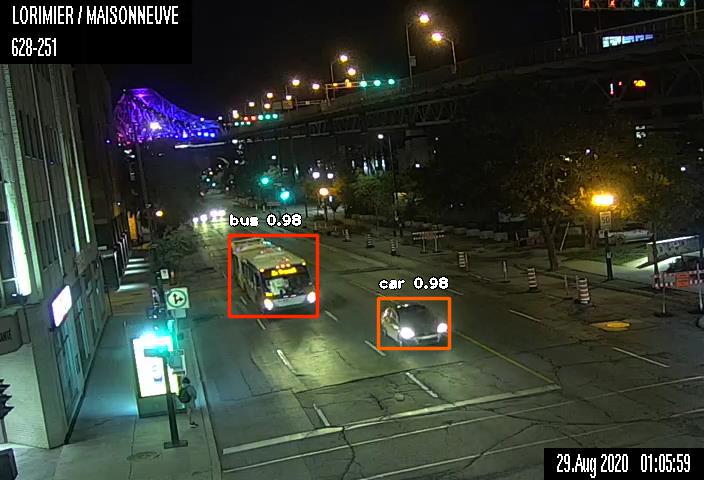 LORIMIER / MAISONNEUVE
628-251
bus 0.98
car 0.98
29.Aug 2020 01:05:59